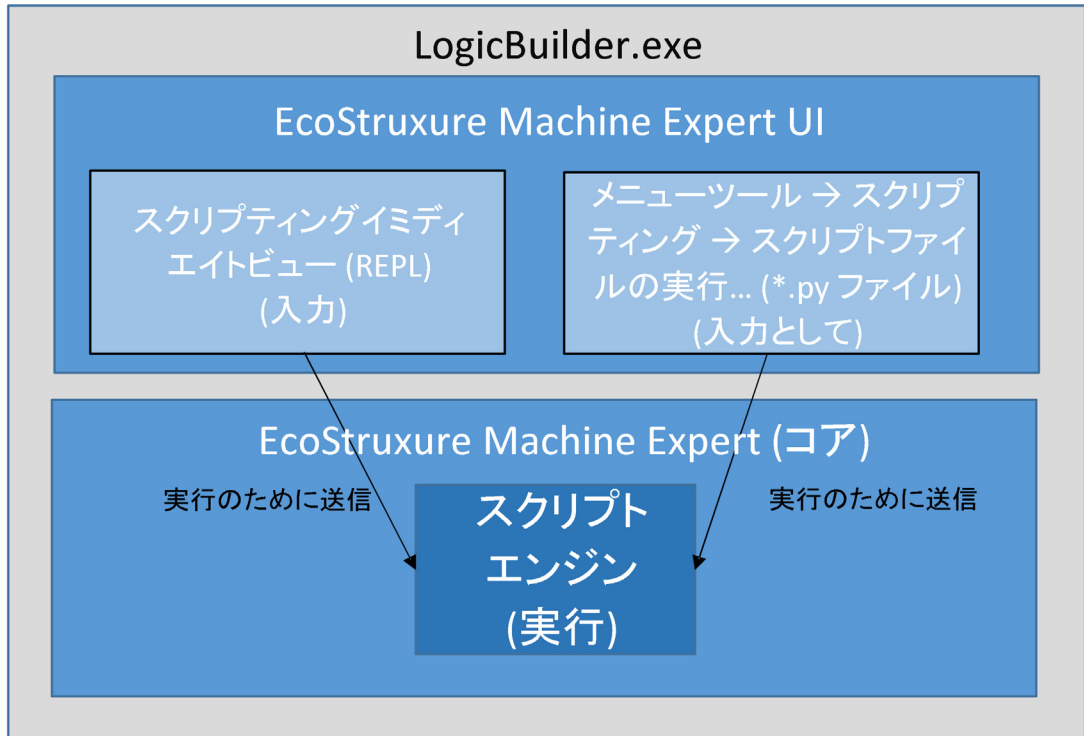 LogicBuilder.exe
EcoStruxure Machine Expert UI
スクリプティングイミディ
エイトビュー (REPL)
(入力)
メニューツール → スクリプ
ティング → スクリプトファイ
ルの実行... (*.py ファイル)
(入力として)
EcoStruxure Machine Expert (コア)
実行のために送信
実行のために送信
スクリプト
エンジン
(実行)